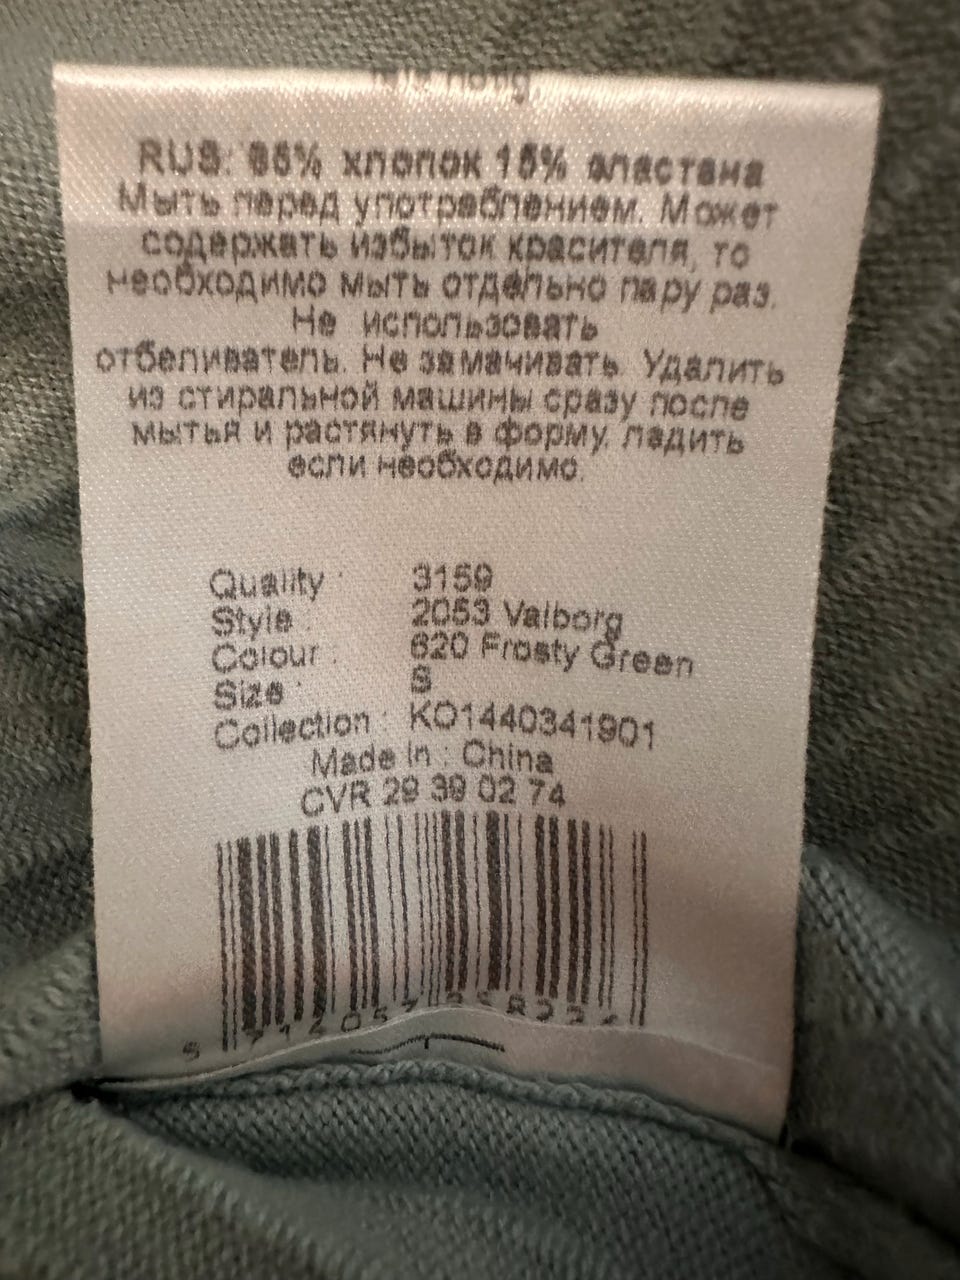 RUS: 85% хлопок 15% эластана
Мыть перед употреблением. Может
содержать избыток красителя, то
необходимо мыть отдельно пару раз.
Не использовать
отбеливатель. Не замачивать. Удалить
из стиральной машины сразу после
мытья и растянуть в форму. ладить
если необходимо.
Quality : 3159
Style : 2053 Valborg
Colour : 620 Frosty Green
Size : S
Collection : KO1440341901
Made in : China
CVR 29 39 02 74